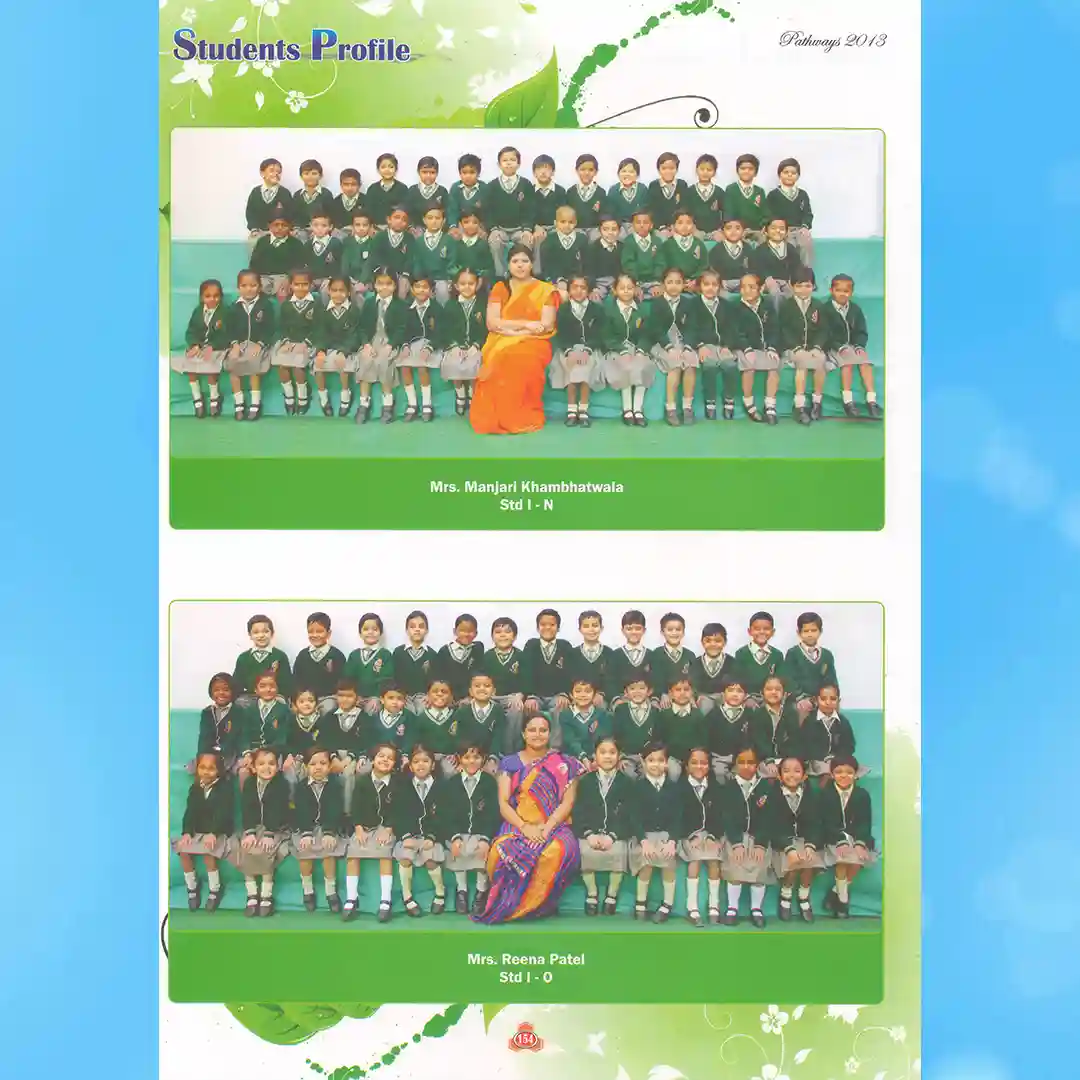 Students Profile
Pathways 2013
Mrs. Manjari Khambhatwala
Std I - N
Mrs. Reena Patel
Std I - O
154